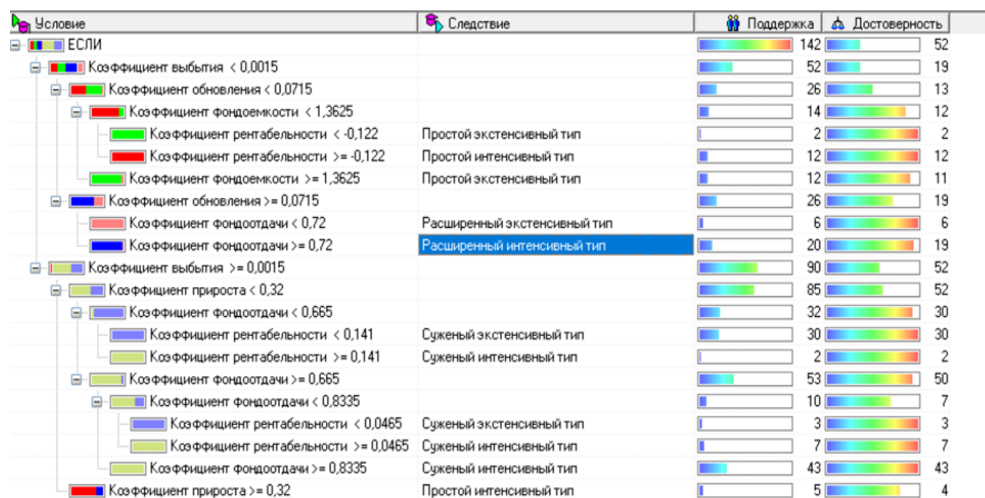 Условие Следствие Поддержка Достоверность
ЕСЛИ 142 52
Коэффициент выбытия < 0,0015 52 19
Коэффициент обновления < 0,0715 26 13
Коэффициент фондоемкости < 1,3625 14 12
Коэффициент рентабельности < -0,122 Простой экстенсивный тип 2 2
Коэффициент рентабельности >= -0,122 Простой интенсивный тип 12 12
Коэффициент фондоемкости >= 1,3625 Простой экстенсивный тип 12 11
Коэффициент обновления >= 0,0715 26 19
Коэффициент фондоотдачи < 0,72 Расширенный экстенсивный тип 6 6
Коэффициент фондоотдачи >= 0,72 Расширенный интенсивный тип 20 19
Коэффициент выбытия >= 0,0015 90 52
Коэффициент прироста < 0,32 85 52
Коэффициент фондоотдачи < 0,665 32 30
Коэффициент рентабельности < 0,141 Суженый экстенсивный тип 30 30
Коэффициент рентабельности >= 0,141 Суженый интенсивный тип 2 2
Коэффициент фондоотдачи >= 0,665 53 50
Коэффициент фондоотдачи < 0,8335 10 7
Коэффициент рентабельности < 0,0465 Суженый экстенсивный тип 3 3
Коэффициент рентабельности >= 0,0465 Суженый интенсивный тип 7 7
Коэффициент фондоотдачи >= 0,8335 Суженый интенсивный тип 43 43
Коэффициент прироста >= 0,32 Простой интенсивный тип 5 4